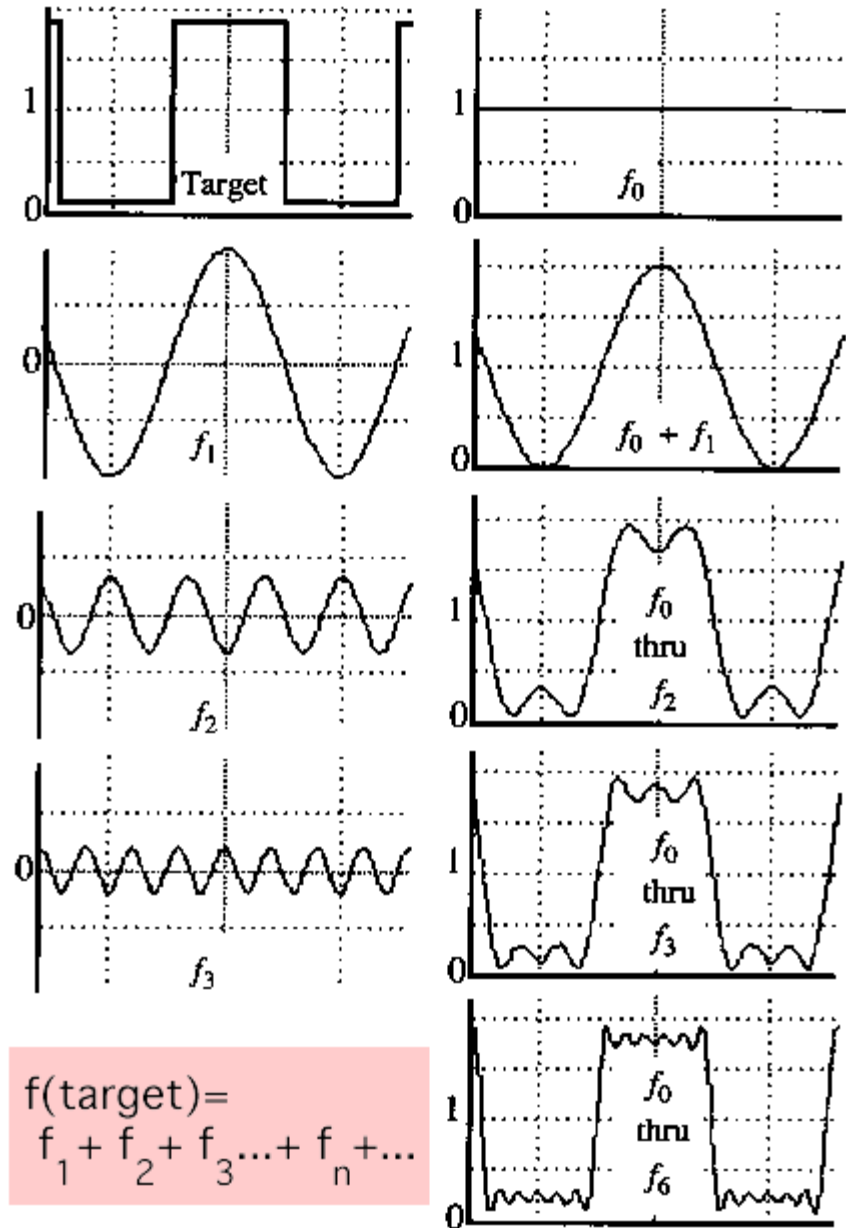 1
0
Target
1
0
f0
0
f1
1
0
f0 + f1
0
f2
1
0
f0
thru
f2
0
f3
1
0
f0
thru
f3
f(target)=
f1+ f2+ f3...+ fn+...
1
0
f0
thru
f6